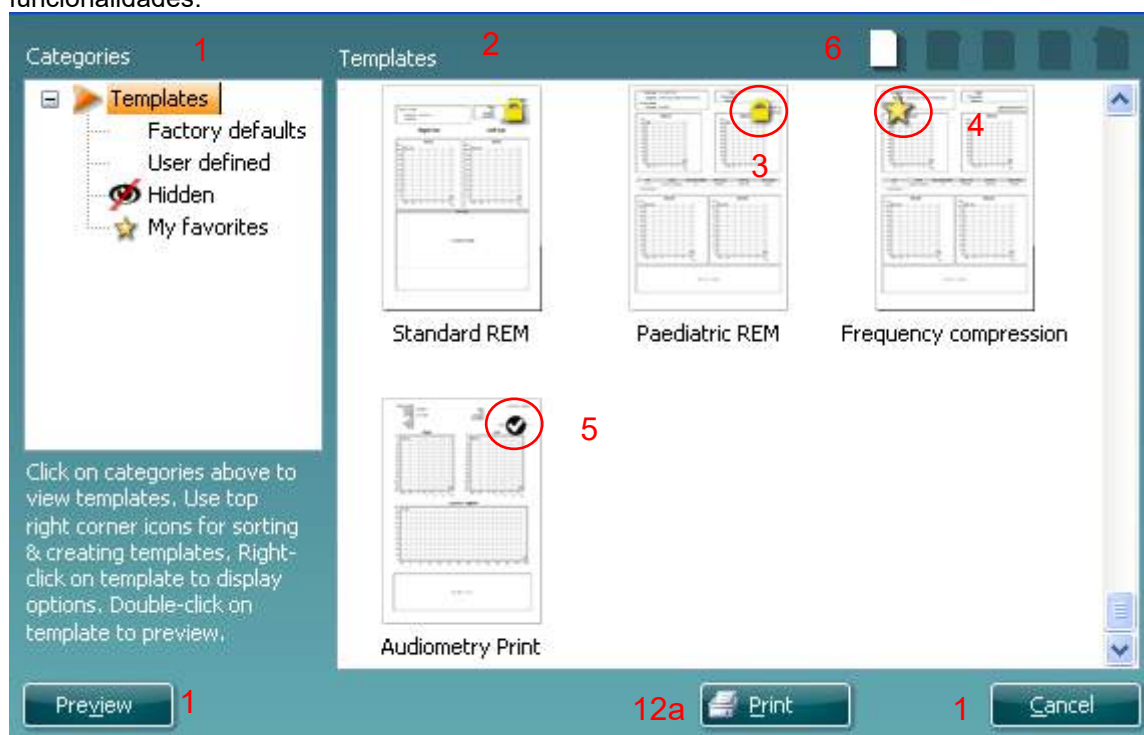 funcionalidades:
Categories 1 Templates 2 6
Templates
Factory defaults
User defined
Hidden
My favorites
3
4
Standard REM Paediatric REM Frequency compression
5
Audiometry Print
Click on categories above to
view templates. Use top
right corner icons for sorting
& creating templates. Right-
click on template to display
options. Double-click on
template to preview.
Preview 1 12a Print 1 Cancel